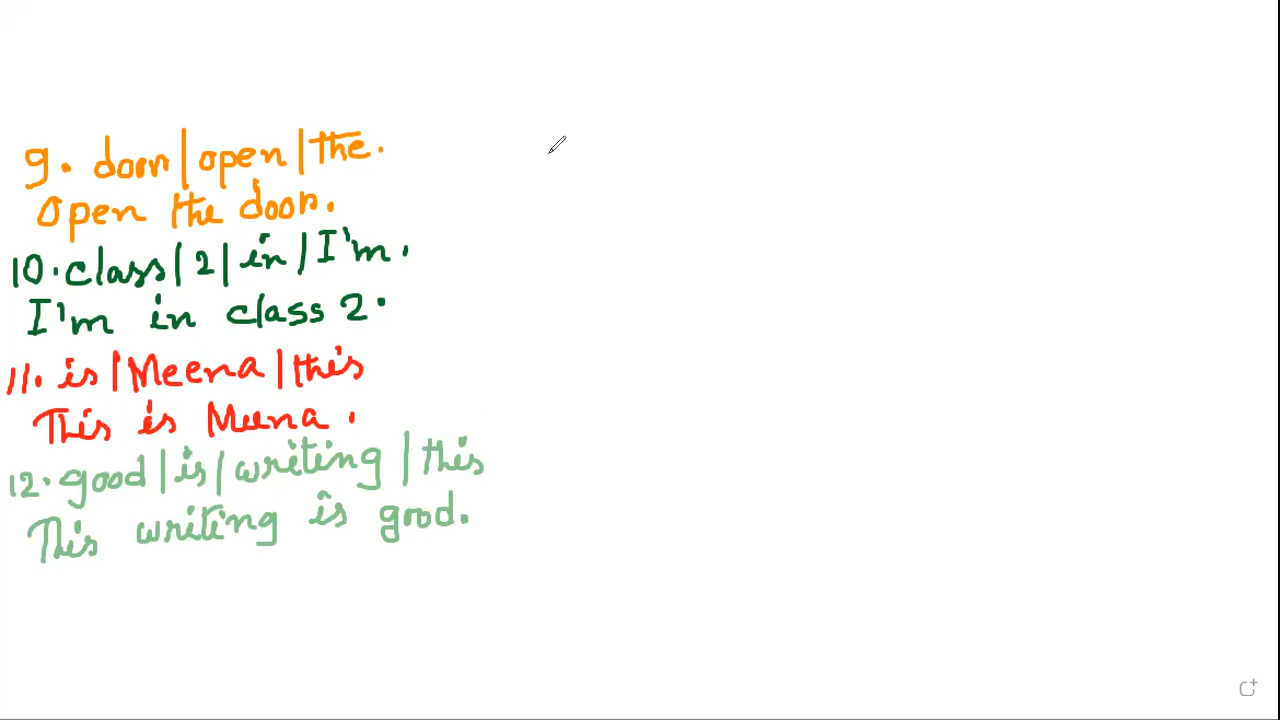 9. door|open|the.
Open the door.
10. class|2|in|I'm.
I'm in class 2.
11. is|Meena|this
This is Meena.
12. good|is|writing|this
This writing is good.